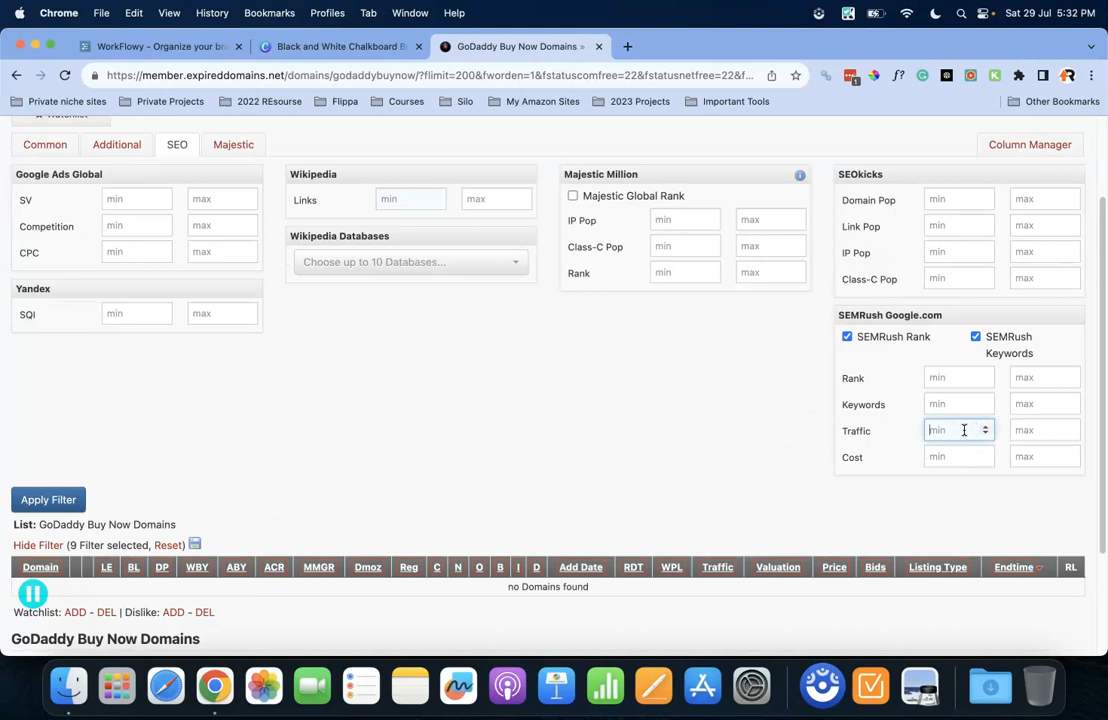 Chrome File Edit View History Bookmarks Profiles Tab Window Help Sat 29 Jul 5:32 PM
WorkFlowy - Organize your bra Black and White Chalkboard B GoDaddy Buy Now Domains »
https://member.expireddomains.net/domains/godaddybuynow/?flimit=200&fworden=1&fstatuscomfree=22&fstatusnetfree=22&f...
Private niche sites Private Projects 2022 REsourse Flippa Courses Silo My Amazon Sites 2023 Projects Important Tools Other Bookmarks
Watchlist
Common Additional SEO Majestic Column Manager
Google Ads Global Wikipedia Majestic Million SEOkicks
SV min max Links min max Majestic Global Rank Domain Pop min max
Competition min max IP Pop min max Link Pop min max
Wikipedia Databases
CPC min max Class-C Pop min max IP Pop min max
Choose up to 10 Databases...
Rank min max Class-C Pop min max
Yandex
SQI min max SEMRush Google.com
SEMRush Rank SEMRush Keywords
Rank min max
Keywords min max
Traffic min max
Cost min max
Apply Filter
List: GoDaddy Buy Now Domains
Hide Filter (9 Filter selected, Reset)
Domain LE BL DP WBY ABY ACR MMGR Dmoz Reg C N O B I D Add Date RDT WPL Traffic Valuation Price Bids Listing Type Endtime RL
no Domains found
Watchlist: ADD - DEL | Dislike: ADD - DEL
GoDaddy Buy Now Domains